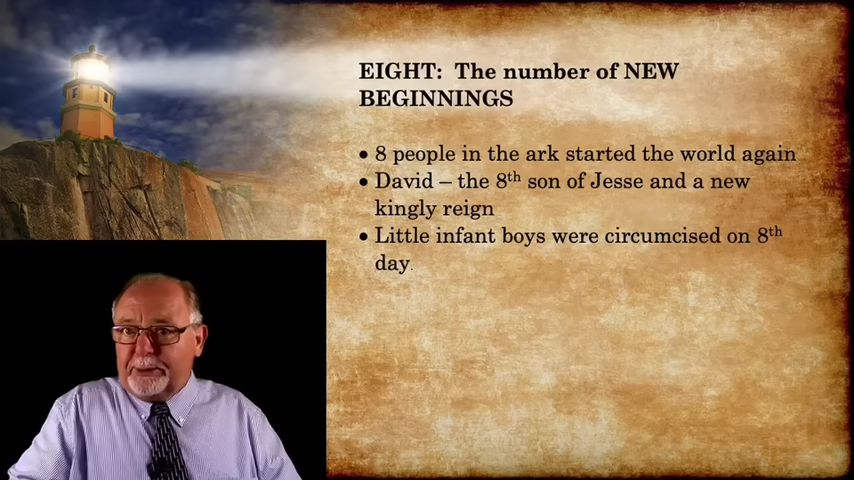 EIGHT: The number of NEW
BEGINNINGS
• 8 people in the ark started the world again
• David – the 8th son of Jesse and a new
kingly reign
• Little infant boys were circumcised on 8th
day.